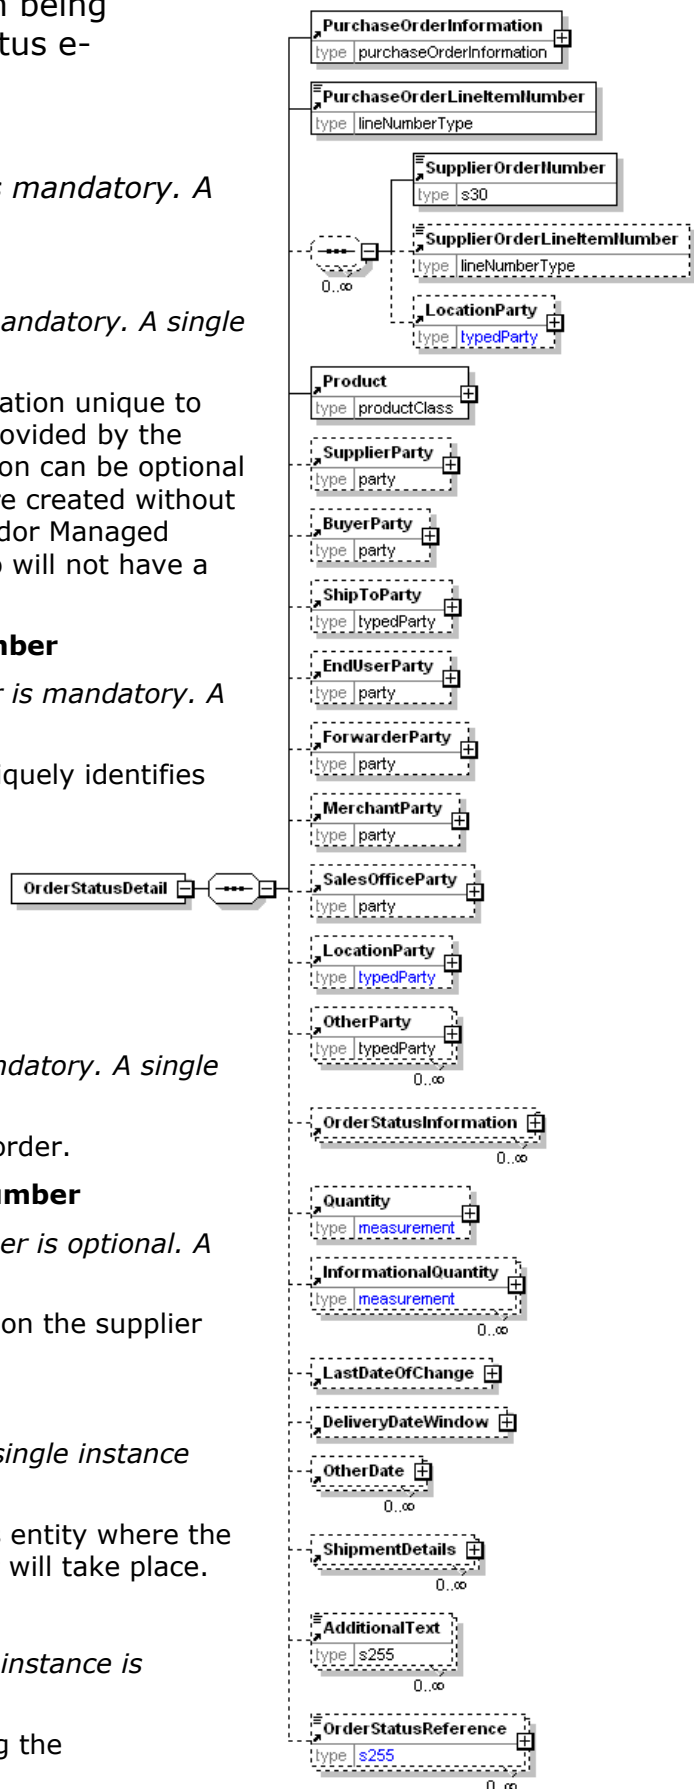 n being
tus e-
s mandatory. A
andatory. A single
ation unique to
rovided by the
ion can be optional
re created without
dor Managed
o will not have a
nber
r is mandatory. A
iquely identifies
ndatory. A single
order.
umber
er is optional. A
on the supplier
single instance
s entity where the
will take place.
instance is
g the
OrderStatusDetail
PurchaseOrderInformation
type purchaseOrderInformation
PurchaseOrderLineItemNumber
type lineNumberType
0..∞
SupplierOrderNumber
type s30
SupplierOrderLineItemNumber
type lineNumberType
LocationParty
type typedParty
Product
type productClass
SupplierParty
type party
BuyerParty
type party
ShipToParty
type typedParty
EndUserParty
type party
ForwarderParty
type party
MerchantParty
type party
SalesOfficeParty
type party
LocationParty
type typedParty
OtherParty
type typedParty
0..∞
OrderStatusInformation
0..∞
Quantity
type measurement
InformationalQuantity
type measurement
0..∞
LastDateOfChange
DeliveryDateWindow
OtherDate
0..∞
ShipmentDetails
0..∞
AdditionalText
type s255
0..∞
OrderStatusReference
type s255
0..∞